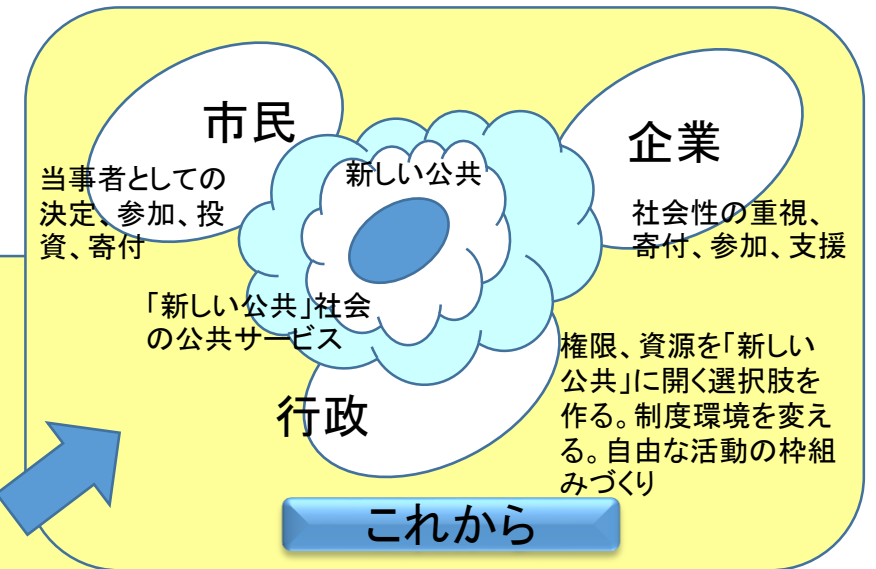 市民
当事者としての
決定、参加、投
資、寄付
新しい公共
企業
社会性の重視、
寄付、参加、支援
「新しい公共」社会
の公共サービス
行政
権限、資源を「新しい
公共」に開く選択肢を
作る。制度環境を変え
る。自由な活動の枠組
みづくり
これから